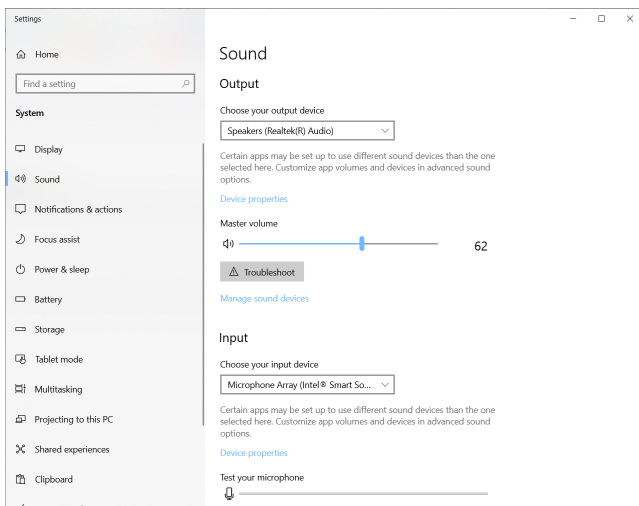 Settings
Home
Find a setting
System
Display
Sound
Notifications & actions
Focus assist
Power & sleep
Battery
Storage
Tablet mode
Multitasking
Projecting to this PC
Shared experiences
Clipboard
Sound
Output
Choose your output device
Speakers (Realtek(R) Audio)
Certain apps may be set up to use different sound devices than the one
selected here. Customize app volumes and devices in advanced sound
options.
Device properties
Master volume
62
Troubleshoot
Manage sound devices
Input
Choose your input device
Microphone Array (Intel® Smart So...
Certain apps may be set up to use different sound devices than the one
selected here. Customize app volumes and devices in advanced sound
options.
Device properties
Test your microphone